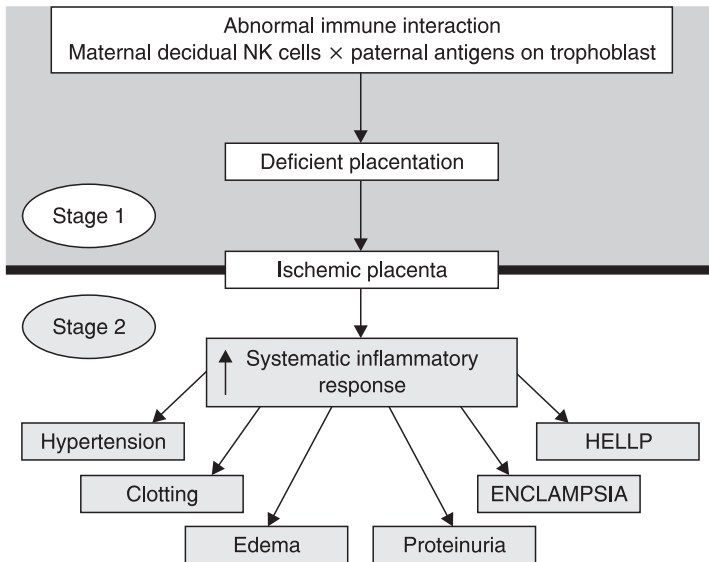 Abnormal immune interaction
Maternal decidual NK cells × paternal antigens on trophoblast
Deficient placentation
Stage 1
Ischemic placenta
Stage 2
Systematic inflammatory
response
Hypertension
HELLP
Clotting
ENCLAMPSIA
Edema
Proteinuria